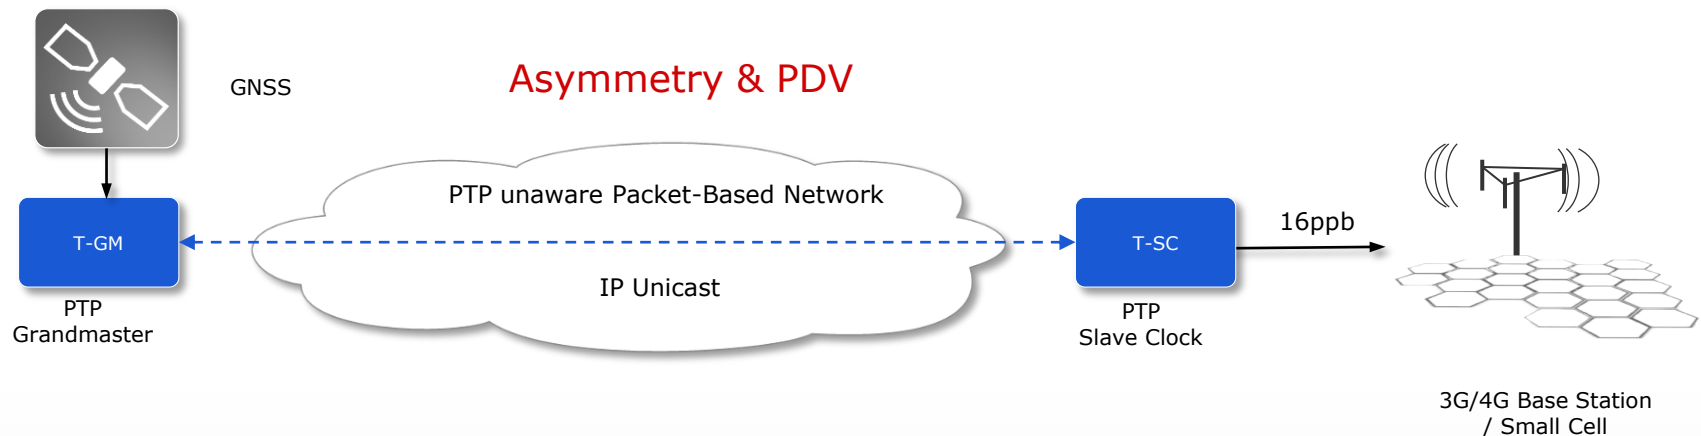 GNSS
Asymmetry & PDV
PTP unaware Packet-Based Network
IP Unicast
T-GM
PTP
Grandmaster
T-SC
PTP
Slave Clock
16ppb
3G/4G Base Station
/ Small Cell